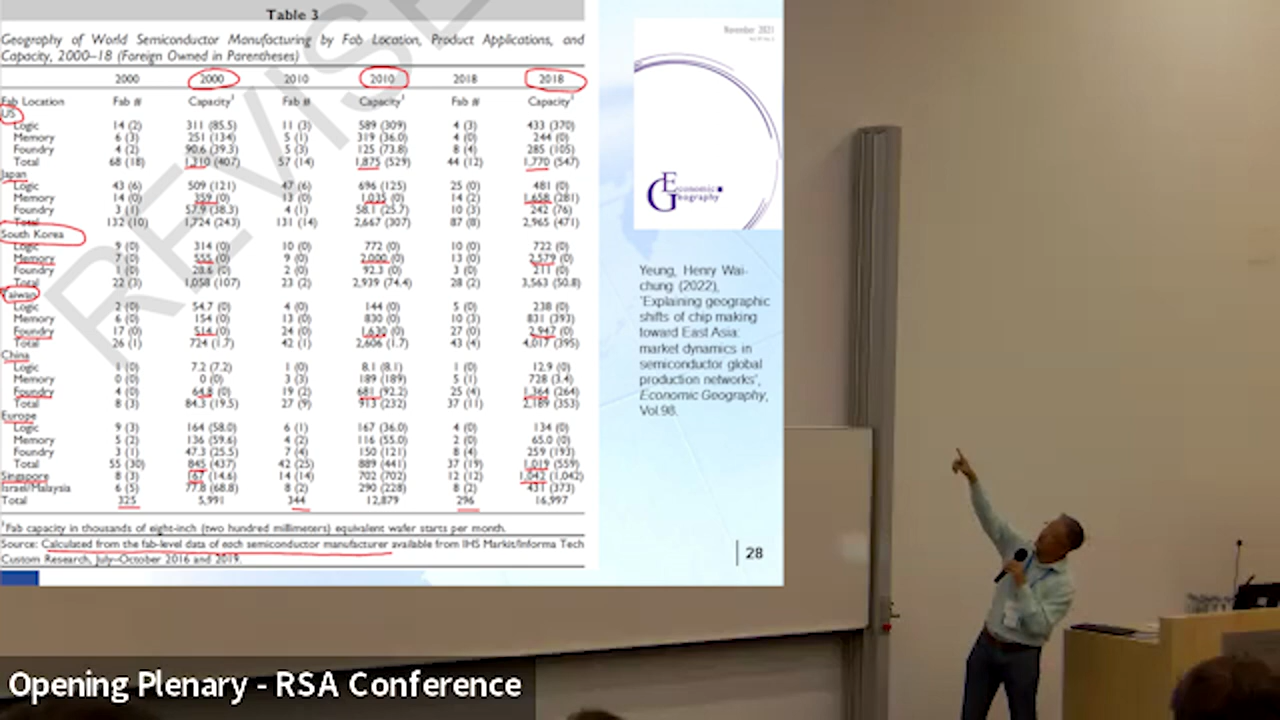 Table 3
Geography of World Semiconductor Manufacturing by Fab Location, Product Applications, and
Capacity, 2000–18 (Foreign Owned in Parentheses)
2000 2000 2010 2010 2018 2018
Fab Location Fab # Capacity¹ Fab # Capacity¹ Fab # Capacity¹
US
Logic 14 (2) 311 (85.5) 11 (3) 589 (309) 4 (3) 433 (370)
Memory 6 (3) 251 (134) 5 (1) 319 (36.0) 4 (0) 244 (0)
Foundry 4 (2) 90.6 (39.3) 5 (3) 125 (73.8) 8 (4) 285 (105)
Total 68 (18) 1,310 (407) 57 (14) 1,875 (529) 44 (12) 1,770 (547)
Japan
Logic 43 (6) 509 (121) 47 (6) 696 (125) 25 (0) 481 (0)
Memory 14 (0) 359 (0) 13 (0) 1,035 (0) 14 (2) 1,658 (281)
Foundry 3 (1) 57.9 (38.3) 4 (1) 58.1 (25.7) 10 (3) 242 (76)
Total 132 (10) 1,724 (243) 131 (14) 2,667 (307) 87 (8) 2,965 (471)
South Korea
Logic 9 (0) 314 (0) 10 (0) 772 (0) 10 (0) 722 (0)
Memory 7 (0) 555 (0) 9 (0) 2,000 (0) 13 (0) 2,579 (0)
Foundry 1 (0) 28.6 (0) 2 (0) 92.3 (0) 3 (0) 211 (0)
Total 22 (3) 1,058 (107) 23 (2) 2,939 (74.4) 28 (2) 3,563 (50.8)
Taiwan
Logic 2 (0) 54.7 (0) 4 (0) 144 (0) 5 (0) 238 (0)
Memory 6 (0) 154 (0) 13 (0) 830 (0) 10 (3) 831 (393)
Foundry 17 (0) 514 (0) 24 (0) 1,630 (0) 27 (0) 2,947 (0)
Total 26 (1) 724 (1.7) 42 (1) 2,606 (1.7) 43 (4) 4,017 (395)
China
Logic 1 (0) 7.2 (7.2) 1 (0) 8.1 (8.1) 1 (0) 12.9 (0)
Memory 0 (0) 0 (0) 3 (3) 189 (189) 5 (1) 728 (3.4)
Foundry 4 (0) 64.8 (0) 19 (2) 681 (92.2) 25 (4) 1,364 (264)
Total 8 (3) 84.3 (19.5) 27 (9) 913 (232) 37 (11) 2,189 (353)
Europe
Logic 9 (3) 164 (58.0) 6 (1) 167 (36.0) 4 (0) 134 (0)
Memory 5 (2) 136 (59.6) 4 (2) 116 (55.0) 2 (0) 65.0 (0)
Foundry 3 (1) 47.3 (25.5) 7 (4) 150 (121) 8 (4) 259 (193)
Total 55 (30) 845 (437) 42 (25) 889 (441) 37 (19) 1,019 (559)
Singapore 8 (3) 167 (14.6) 14 (14) 702 (702) 12 (12) 1,042 (1,042)
Israel/Malaysia 6 (5) 77.8 (68.8) 8 (2) 290 (228) 8 (2) 431 (373)
Total 325 5,991 344 12,879 296 16,997
¹Fab capacity in thousands of eight-inch (two hundred millimeters) equivalent wafer starts per month.
Source: Calculated from the fab-level data of each semiconductor manufacturer available from IHS Markit/Informa Tech
Custom Research, July–October 2016 and 2019.
REVISE
November 2021
Economic
Geography
Yeung, Henry Wai-
chung (2022),
'Explaining geographic
shifts of chip making
toward East Asia:
market dynamics in
semiconductor global
production networks',
Economic Geography,
Vol.98.
28
Opening Plenary - RSA Conference